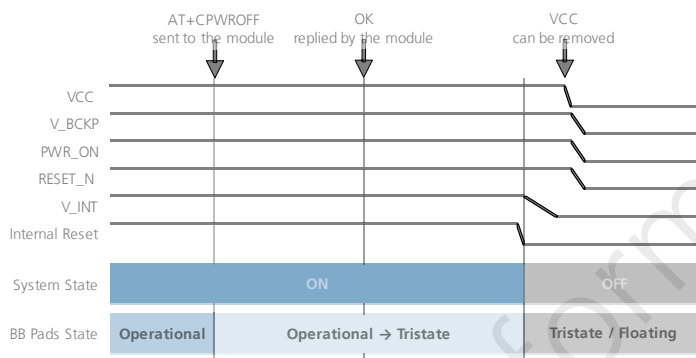 AT+CPWROFF
sent to the module
OK
replied by the module
VCC
can be removed
VCC
V_BCKP
PWR_ON
RESET_N
V_INT
Internal Reset
System State
ON
OFF
BB Pads State
Operational
Operational → Tristate
Tristate / Floating
form